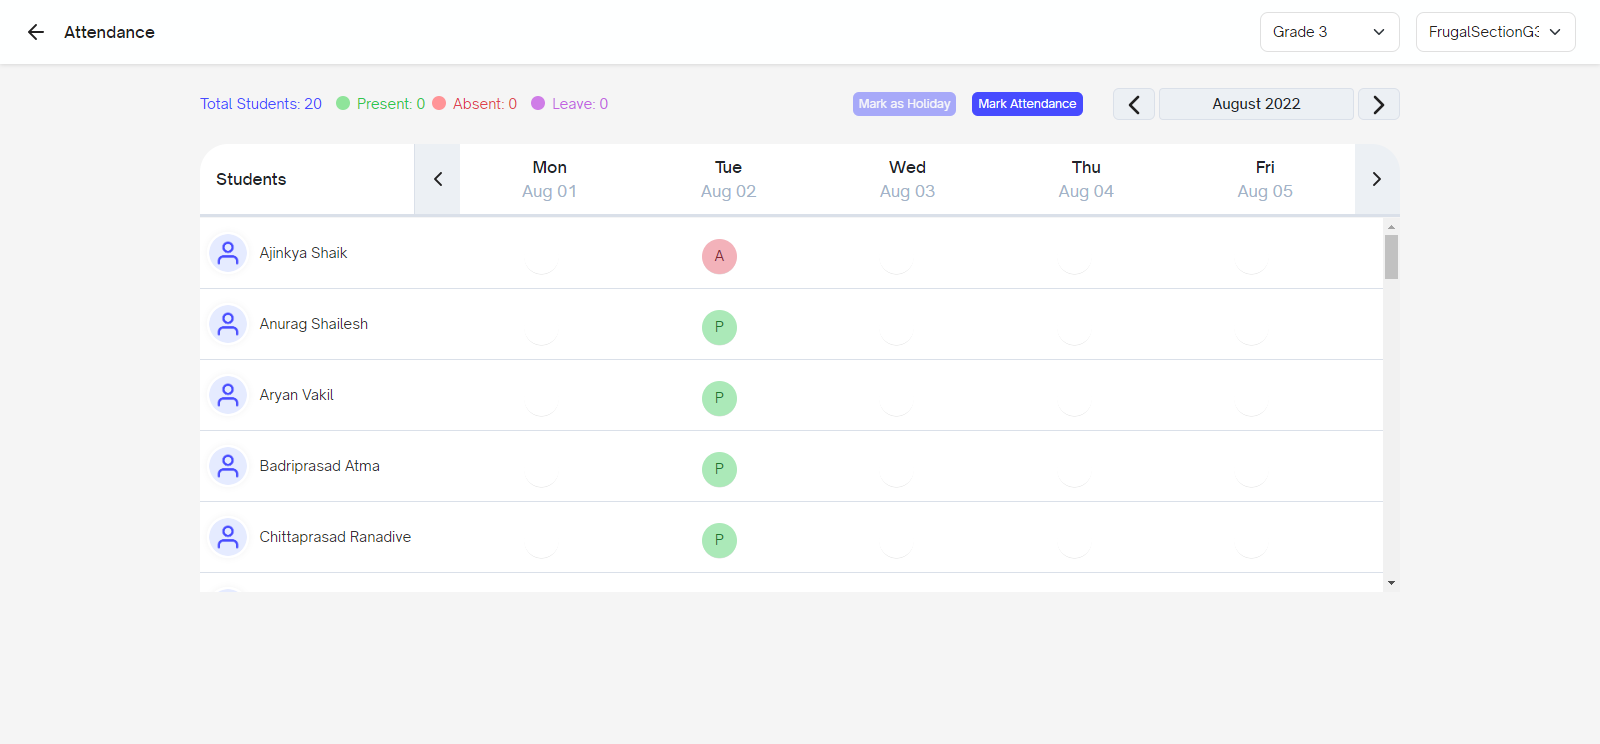 Attendance
Grade 3
FrugalSectionG3
Total Students: 20 Present: 0 Absent: 0 Leave: 0
Mark as Holiday
Mark Attendance
August 2022
Students
Mon Tue Wed Thu Fri
Aug 01 Aug 02 Aug 03 Aug 04 Aug 05
Ajinkya Shaik A
Anurag Shailesh P
Aryan Vakil P
Badriprasad Atma P
Chittaprasad Ranadive P